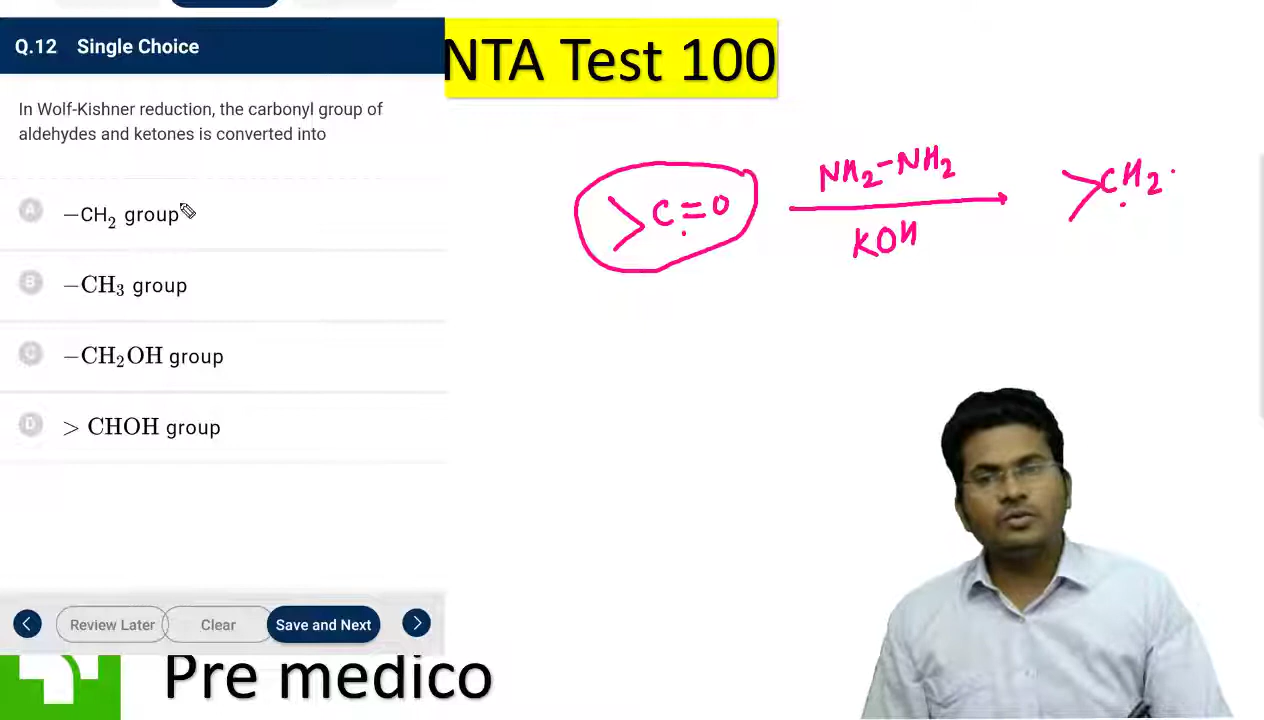 Q.12 Single Choice
NTA Test 100
In Wolf-Kishner reduction, the carbonyl group of
aldehydes and ketones is converted into
A −CH₂ group
B −CH₃ group
C −CH₂OH group
D > CHOH group
>C=O
NH₂-NH₂
KOH
>CH₂.
Review Later
Clear
Save and Next
Pre medico